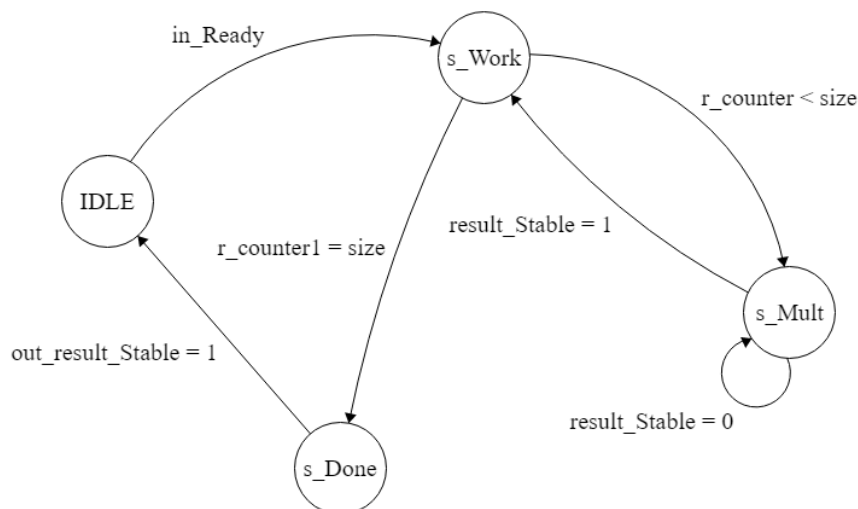 in_Ready
s_Work
r_counter < size
IDLE
result_Stable = 1
r_counter1 = size
s_Mult
out_result_Stable = 1
result_Stable = 0
s_Done